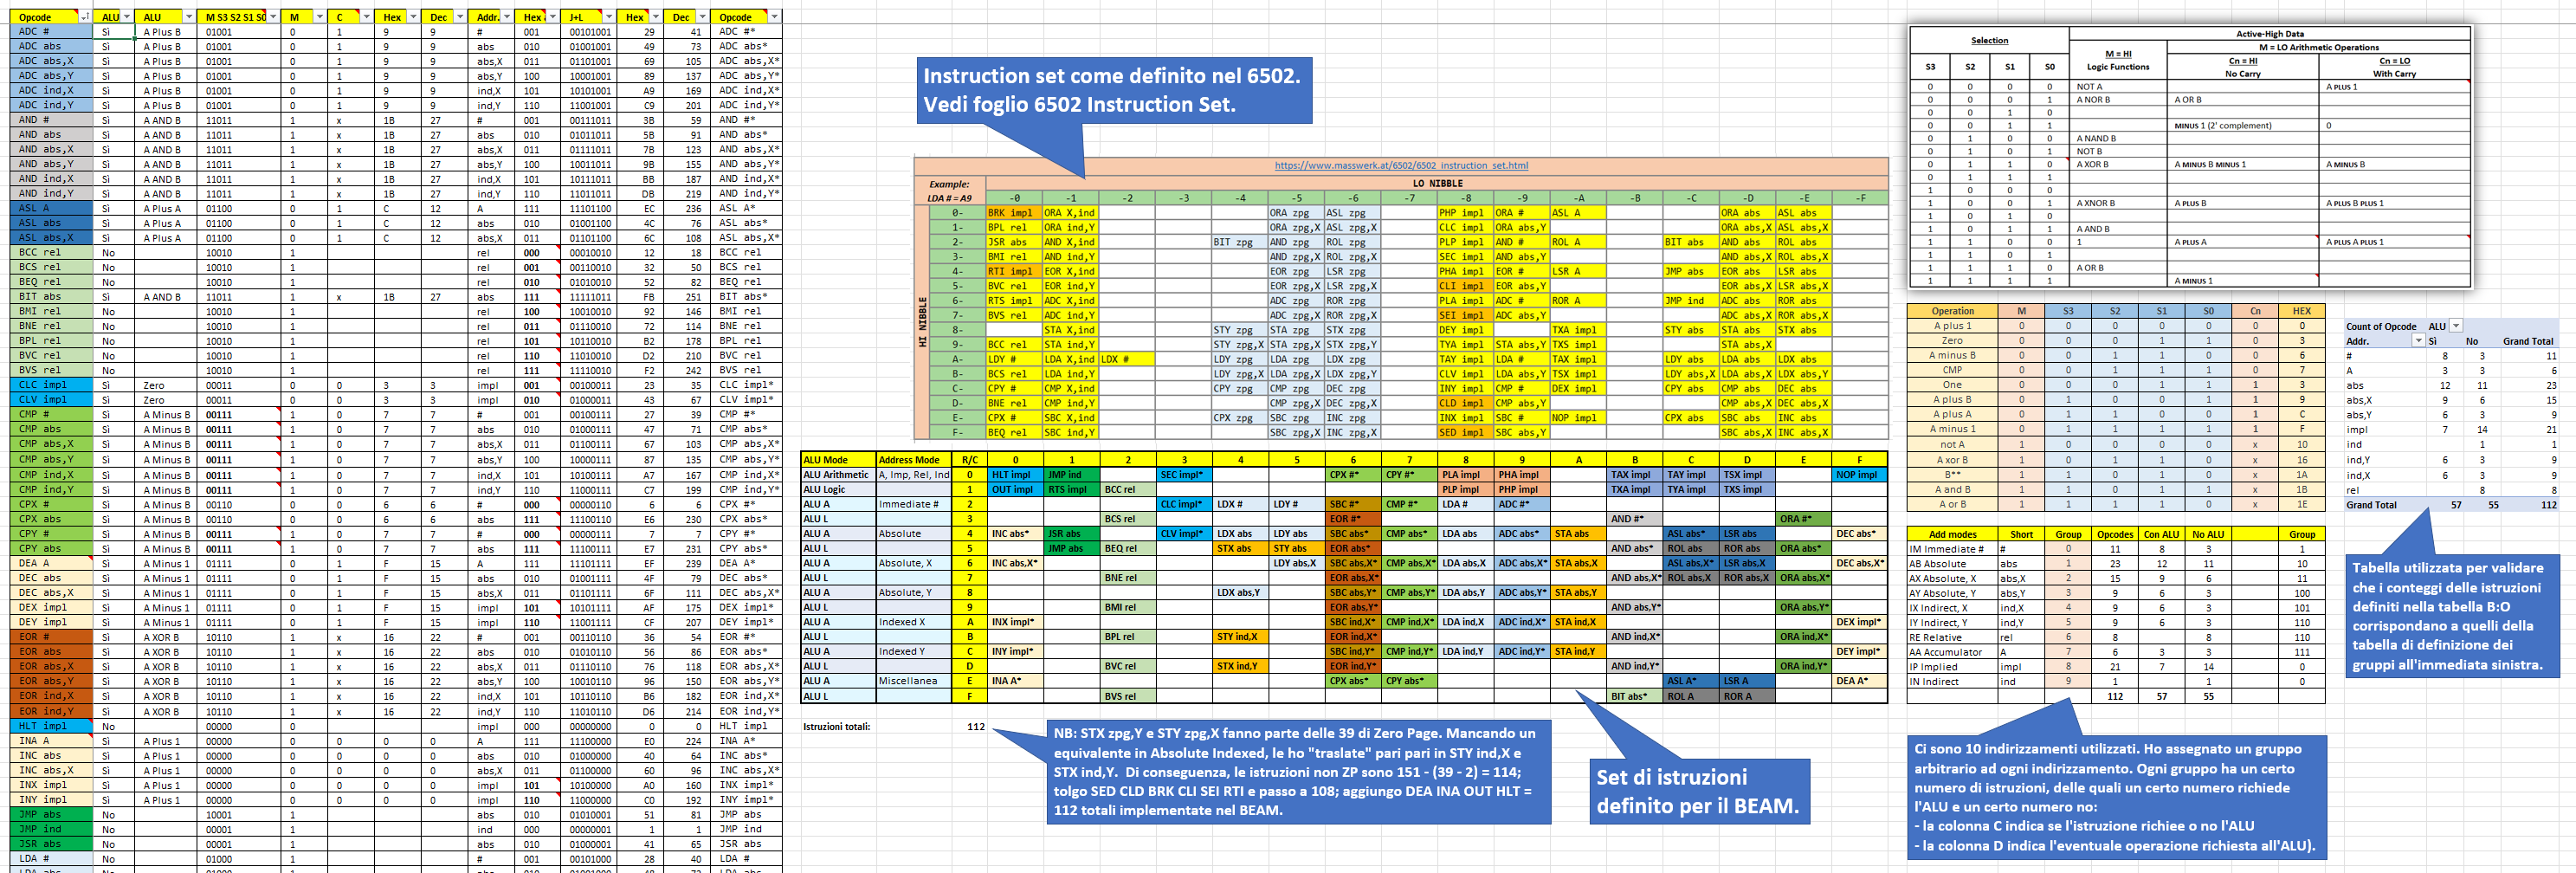 Opcode ALU ALU M S3 S2 S1 S0 M C Hex Dec Addr. Hex J+L Hex Dec Opcode
ADC # Sì A Plus B 01001 0 1 9 9 # 001 00101001 29 41 ADC #*
ADC abs Sì A Plus B 01001 0 1 9 9 abs 010 01001001 49 73 ADC abs*
ADC abs,X Sì A Plus B 01001 0 1 9 9 abs,X 011 01101001 69 105 ADC abs,X*
ADC abs,Y Sì A Plus B 01001 0 1 9 9 abs,Y 100 10001001 89 137 ADC abs,Y*
ADC ind,X Sì A Plus B 01001 0 1 9 9 ind,X 101 10101001 A9 169 ADC ind,X*
ADC ind,Y Sì A Plus B 01001 0 1 9 9 ind,Y 110 11001001 C9 201 ADC ind,Y*
AND # Sì A AND B 11011 1 x 1B 27 # 001 00111011 3B 59 AND #*
AND abs Sì A AND B 11011 1 x 1B 27 abs 010 01011011 5B 91 AND abs*
AND abs,X Sì A AND B 11011 1 x 1B 27 abs,X 011 01111011 7B 123 AND abs,X*
AND abs,Y Sì A AND B 11011 1 x 1B 27 abs,Y 100 10011011 9B 155 AND abs,Y*
AND ind,X Sì A AND B 11011 1 x 1B 27 ind,X 101 10111011 BB 187 AND ind,X*
AND ind,Y Sì A AND B 11011 1 x 1B 27 ind,Y 110 11011011 DB 219 AND ind,Y*
ASL A Sì A Plus A 01100 0 1 C 12 A 111 11101100 EC 236 ASL A*
ASL abs Sì A Plus A 01100 0 1 C 12 abs 010 01001100 4C 76 ASL abs*
ASL abs,X Sì A Plus A 01100 0 1 C 12 abs,X 011 01101100 6C 108 ASL abs,X*
BCC rel No 10010 1 rel 000 00010010 12 18 BCC rel
BCS rel No 10010 1 rel 001 00110010 32 50 BCS rel
BEQ rel No 10010 1 rel 010 01010010 52 82 BEQ rel
BIT abs Sì A AND B 11011 1 x 1B 27 abs 111 11111011 FB 251 BIT abs*
BMI rel No 10010 1 rel 100 10010010 92 146 BMI rel
BNE rel No 10010 1 rel 011 01110010 72 114 BNE rel
BPL rel No 10010 1 rel 101 10110010 B2 178 BPL rel
BVC rel No 10010 1 rel 110 11010010 D2 210 BVC rel
BVS rel No 10010 1 rel 111 11110010 F2 242 BVS rel
CLC impl Sì Zero 00011 0 0 3 3 impl 001 00100011 23 35 CLC impl*
CLV impl Sì Zero 00011 0 0 3 3 impl 010 01000011 43 67 CLV impl*
CMP # Sì A Minus B 00111 0 0 7 7 # 001 00100111 27 39 CMP #*
CMP abs Sì A Minus B 00111 0 0 7 7 abs 010 01000111 47 71 CMP abs*
CMP abs,X Sì A Minus B 00111 0 0 7 7 abs,X 011 01100111 67 103 CMP abs,X*
CMP abs,Y Sì A Minus B 00111 0 0 7 7 abs,Y 100 10000111 87 135 CMP abs,Y*
CMP ind,X Sì A Minus B 00111 0 0 7 7 ind,X 101 10100111 A7 167 CMP ind,X*
CMP ind,Y Sì A Minus B 00111 0 0 7 7 ind,Y 110 11000111 C7 199 CMP ind,Y*
CPX # Sì A Minus B 00110 0 0 6 6 # 000 00000110 6 6 CPX #*
CPX abs Sì A Minus B 00110 0 0 6 6 abs 111 11100110 E6 230 CPX abs*
CPY # Sì A Minus B 00111 0 0 7 7 # 000 00000111 7 7 CPY #*
CPY abs Sì A Minus B 00111 0 0 7 7 abs 111 11100111 E7 231 CPY abs*
DEA A Sì A Minus 1 01111 0 1 F 15 A 111 11101111 EF 239 DEA A*
DEC abs Sì A Minus 1 01111 0 1 F 15 abs 010 01001111 4F 79 DEC abs*
DEC abs,X Sì A Minus 1 01111 0 1 F 15 abs,X 011 01101111 6F 111 DEC abs,X*
DEX impl Sì A Minus 1 01111 0 1 F 15 impl 101 10101111 AF 175 DEX impl*
DEY impl Sì A Minus 1 01111 0 1 F 15 impl 110 11001111 CF 207 DEY impl*
EOR # Sì A XOR B 10110 1 x 16 22 # 001 00110110 36 54 EOR #*
EOR abs Sì A XOR B 10110 1 x 16 22 abs 010 01010110 56 86 EOR abs*
EOR abs,X Sì A XOR B 10110 1 x 16 22 abs,X 011 01110110 76 118 EOR abs,X*
EOR abs,Y Sì A XOR B 10110 1 x 16 22 abs,Y 100 10010110 96 150 EOR abs,Y*
EOR ind,X Sì A XOR B 10110 1 x 16 22 ind,X 101 10110110 B6 182 EOR ind,X*
EOR ind,Y Sì A XOR B 10110 1 x 16 22 ind,Y 110 11010110 D6 214 EOR ind,Y*
HLT impl No 00000 0 impl 000 00000000 0 0 HLT impl
INA A Sì A Plus 1 00000 0 0 0 0 A 111 11100000 E0 224 INA A*
INC abs Sì A Plus 1 00000 0 0 0 0 abs 010 01000000 40 64 INC abs*
INC abs,X Sì A Plus 1 00000 0 0 0 0 abs,X 011 01100000 60 96 INC abs,X*
INX impl Sì A Plus 1 00000 0 0 0 0 impl 101 10100000 A0 160 INX impl*
INY impl Sì A Plus 1 00000 0 0 0 0 impl 110 11000000 C0 192 INY impl*
JMP abs No 10001 1 abs 010 01010001 51 81 JMP abs
JMP ind No 00001 1 ind 000 00000001 1 1 JMP ind
JSR abs No 00001 0 abs 010 01000001 41 65 JSR abs
LDA # No 01000 0 # 001 00101000 28 40 LDA #
Instruction set come definito nel 6502.
Vedi foglio 6502 Instruction Set.
https://www.masswerk.at/6502/6502_instruction_set.html
Example: LO NIBBLE
LDA # = A9 -0 -1 -2 -3 -4 -5 -6 -7 -8 -9 -A -B -C -D -E -F
HI NIBBLE
0- BRK impl ORA X,ind ORA zpg ASL zpg PHP impl ORA # ASL A ORA abs ASL abs
1- BPL rel ORA ind,Y ORA zpg,X ASL zpg,X CLC impl ORA abs,Y ORA abs,X ASL abs,X
2- JSR abs AND X,ind BIT zpg AND zpg ROL zpg PLP impl AND # ROL A BIT abs AND abs ROL abs
3- BMI rel AND ind,Y AND zpg,X ROL zpg,X SEC impl AND abs,Y AND abs,X ROL abs,X
4- RTI impl EOR X,ind EOR zpg LSR zpg PHA impl EOR # LSR A JMP abs EOR abs LSR abs
5- BVC rel EOR ind,Y EOR zpg,X LSR zpg,X CLI impl EOR abs,Y EOR abs,X LSR abs,X
6- RTS impl ADC X,ind ADC zpg ROR zpg PLA impl ADC # ROR A JMP ind ADC abs ROR abs
7- BVS rel ADC ind,Y ADC zpg,X ROR zpg,X SEI impl ADC abs,Y ADC abs,X ROR abs,X
8- STA X,ind STY zpg STA zpg STX zpg DEY impl TXA impl STY abs STA abs STX abs
9- BCC rel STA ind,Y STY zpg,X STA zpg,X STX zpg,Y TYA impl STA abs,Y TXS impl STA abs,X
A- LDY # LDA X,ind LDX # LDY zpg LDA zpg LDX zpg TAY impl LDA # TAX impl LDY abs LDA abs LDX abs
B- BCS rel LDA ind,Y LDY zpg,X LDA zpg,X LDX zpg,Y CLV impl LDA abs,Y TSX impl LDY abs,X LDA abs,X LDX abs,Y
C- CPY # CMP X,ind CPY zpg CMP zpg DEC zpg INY impl CMP # DEX impl CPY abs CMP abs DEC abs
D- BNE rel CMP ind,Y CMP zpg,X DEC zpg,X CLD impl CMP abs,Y CMP abs,X DEC abs,X
E- CPX # SBC X,ind CPX zpg SBC zpg INC zpg INX impl SBC # NOP impl CPX abs SBC abs INC abs
F- BEQ rel SBC ind,Y SBC zpg,X INC zpg,X SED impl SBC abs,Y SBC abs,X INC abs,X
ALU Mode Address Mode R/C 0 1 2 3 4 5 6 7 8 9 A B C D E F
ALU Arithmetic A, Imp, Rel, Ind 0 HLT impl JMP ind SEC impl* CPX #* CPY #* PLA impl PHA impl TAX impl TAY impl TSX impl NOP impl
ALU Logic 1 OUT impl RTS impl BCC rel PLP impl PHP impl TXA impl TYA impl TXS impl
ALU A Immediate # 2 CLC impl* LDX # LDY # SBC #* CMP #* LDA # ADC #*
ALU L 3 BCS rel EOR #* AND #* ORA #*
ALU A Absolute 4 INC abs* JSR abs CLV impl* LDX abs LDY abs SBC abs* CMP abs* LDA abs ADC abs* STA abs ASL abs* LSR abs DEC abs*
ALU L 5 JMP abs BEQ rel STX abs STY abs EOR abs* AND abs* ROL abs ROR abs ORA abs*
ALU A Absolute, X 6 INC abs,X* LDY abs,X SBC abs,X* CMP abs,X* LDA abs,X ADC abs,X* STA abs,X ASL abs,X* LSR abs,X DEC abs,X*
ALU L 7 BNE rel EOR abs,X* AND abs,X* ROL abs,X ROR abs,X ORA abs,X*
ALU A Absolute, Y 8 LDX abs,Y SBC abs,Y* CMP abs,Y* LDA abs,Y ADC abs,Y* STA abs,Y
ALU L 9 BMI rel EOR abs,Y* AND abs,Y* ORA abs,Y*
ALU A Indexed X A INX impl* SBC ind,X* CMP ind,X* LDA ind,X ADC ind,X* STA ind,X DEX impl*
ALU L B BPL rel STY ind,X EOR ind,X* AND ind,X* ORA ind,X*
ALU A Indexed Y C INY impl* SBC ind,Y* CMP ind,Y* LDA ind,Y ADC ind,Y* STA ind,Y DEY impl*
ALU L D BVC rel STX ind,Y EOR ind,Y* AND ind,Y* ORA ind,Y*
ALU A Miscellanea E INA A* CPX abs* CPY abs* ASL A* LSR A DEA A*
ALU L F BVS rel BIT abs* ROL A ROR A
Istruzioni totali: 112
NB: STX zpg,Y e STY zpg,X fanno parte delle 39 di Zero Page. Mancando un
equivalente in Absolute Indexed, le ho "traslate" pari pari in STY ind,X e
STX ind,Y. Di conseguenza, le istruzioni non ZP sono 151 - (39 - 2) = 114;
tolgo SED CLD BRK CLI SEI RTI e passo a 108; aggiungo DEA INA OUT HLT =
112 totali implementate nel BEAM.
Set di istruzioni
definito per il BEAM.
Selection Active-High Data
M = HI M = LO Arithmetic Operations
Logic Functions Cn = HI Cn = LO
S3 S2 S1 S0 No Carry With Carry
0 0 0 0 NOT A A PLUS 1
0 0 0 1 A NOR B A OR B
0 0 1 0
0 0 1 1 MINUS 1 (2' complement) 0
0 1 0 0 A NAND B
0 1 0 1 NOT B
0 1 1 0 A XOR B A MINUS B MINUS 1 A MINUS B
0 1 1 1
1 0 0 0
1 0 0 1 A XNOR B A PLUS B A PLUS B PLUS 1
1 0 1 0
1 0 1 1 A AND B
1 1 0 0 1 A PLUS A A PLUS A PLUS 1
1 1 0 1
1 1 1 0 A OR B
1 1 1 1 A MINUS 1
Operation M S3 S2 S1 S0 Cn HEX
A plus 1 0 0 0 0 0 0 0
Zero 0 0 0 1 1 0 3
A minus B 0 0 1 1 0 0 6
CMP 0 0 1 1 1 0 7
One 0 0 0 1 1 1 3
A plus B 0 1 0 0 1 1 9
A plus A 0 1 1 0 0 1 C
A minus 1 0 1 1 1 1 1 F
not A 1 0 0 0 0 x 10
A xor B 1 0 1 1 0 x 16
B** 1 1 0 1 0 x 1A
A and B 1 1 0 1 1 x 1B
A or B 1 1 1 1 0 x 1E
Count of Opcode ALU
Addr. Sì No Grand Total
# 8 3 11
A 3 3 6
abs 12 11 23
abs,X 9 6 15
abs,Y 6 3 9
impl 7 14 21
ind 1 1
ind,Y 6 3 9
ind,X 6 3 9
rel 8 8
Grand Total 57 55 112
Add modes Short Group Opcodes Con ALU No ALU Group
IM Immediate # # 0 11 8 3 1
AB Absolute abs 1 23 12 11 10
AX Absolute, X abs,X 2 15 9 6 11
AY Absolute, Y abs,Y 3 9 6 3 100
IX Indirect, X ind,X 4 9 6 3 101
IY Indirect, Y ind,Y 5 9 6 3 110
RE Relative rel 6 8 8 110
AA Accumulator A 7 6 3 3 111
IP Implied impl 8 21 7 14 0
IN Indirect ind 9 1 1 0
112 57 55
Tabella utilizzata per validare
che i conteggi delle istruzioni
definiti nella tabella B:O
corrispondano a quelli della
tabella di definizione dei
gruppi all'immediata sinistra.
Ci sono 10 indirizzamenti utilizzati. Ho assegnato un gruppo
arbitrario ad ogni indirizzamento. Ogni gruppo ha un certo
numero di istruzioni, delle quali un certo numero richiede
l'ALU e un certo numero no:
- la colonna C indica se l'istruzione richiee o no l'ALU
- la colonna D indica l'eventuale operazione richiesta all'ALU).